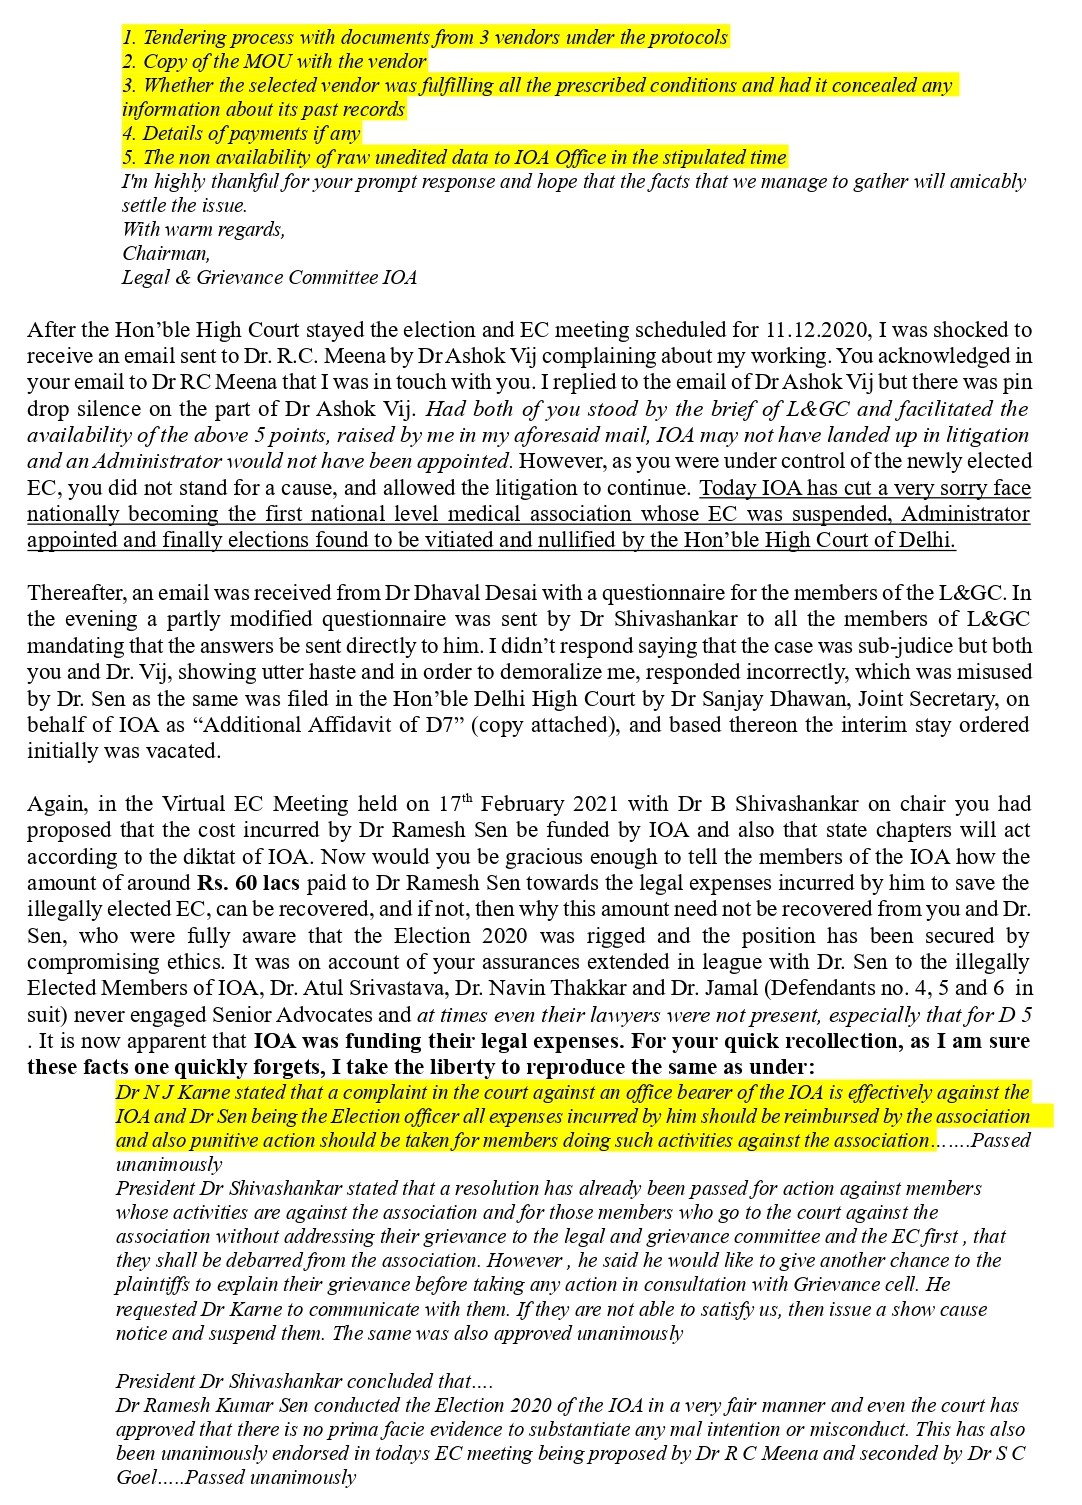 1. Tendering process with documents from 3 vendors under the protocols
2. Copy of the MOU with the vendor
3. Whether the selected vendor was fulfilling all the prescribed conditions and had it concealed any
information about its past records
4. Details of payments if any
5. The non availability of raw unedited data to IOA Office in the stipulated time
I'm highly thankful for your prompt response and hope that the facts that we manage to gather will amicably
settle the issue.
With warm regards,
Chairman,
Legal & Grievance Committee IOA
After the Hon’ble High Court stayed the election and EC meeting scheduled for 11.12.2020, I was shocked to
receive an email sent to Dr. R.C. Meena by Dr Ashok Vij complaining about my working. You acknowledged in
your email to Dr RC Meena that I was in touch with you. I replied to the email of Dr Ashok Vij but there was pin
drop silence on the part of Dr Ashok Vij. Had both of you stood by the brief of L&GC and facilitated the
availability of the above 5 points, raised by me in my aforesaid mail, IOA may not have landed up in litigation
and an Administrator would not have been appointed. However, as you were under control of the newly elected
EC, you did not stand for a cause, and allowed the litigation to continue. Today IOA has cut a very sorry face
nationally becoming the first national level medical association whose EC was suspended, Administrator
appointed and finally elections found to be vitiated and nullified by the Hon’ble High Court of Delhi.
Thereafter, an email was received from Dr Dhaval Desai with a questionnaire for the members of the L&GC. In
the evening a partly modified questionnaire was sent by Dr Shivashankar to all the members of L&GC
mandating that the answers be sent directly to him. I didn’t respond saying that the case was sub-judice but both
you and Dr. Vij, showing utter haste and in order to demoralize me, responded incorrectly, which was misused
by Dr. Sen as the same was filed in the Hon’ble Delhi High Court by Dr Sanjay Dhawan, Joint Secretary, on
behalf of IOA as “Additional Affidavit of D7” (copy attached), and based thereon the interim stay ordered
initially was vacated.
Again, in the Virtual EC Meeting held on 17th February 2021 with Dr B Shivashankar on chair you had
proposed that the cost incurred by Dr Ramesh Sen be funded by IOA and also that state chapters will act
according to the diktat of IOA. Now would you be gracious enough to tell the members of the IOA how the
amount of around Rs. 60 lacs paid to Dr Ramesh Sen towards the legal expenses incurred by him to save the
illegally elected EC, can be recovered, and if not, then why this amount need not be recovered from you and Dr.
Sen, who were fully aware that the Election 2020 was rigged and the position has been secured by
compromising ethics. It was on account of your assurances extended in league with Dr. Sen to the illegally
Elected Members of IOA, Dr. Atul Srivastava, Dr. Navin Thakkar and Dr. Jamal (Defendants no. 4, 5 and 6 in
suit) never engaged Senior Advocates and at times even their lawyers were not present, especially that for D 5
. It is now apparent that IOA was funding their legal expenses. For your quick recollection, as I am sure
these facts one quickly forgets, I take the liberty to reproduce the same as under:
Dr N J Karne stated that a complaint in the court against an office bearer of the IOA is effectively against the
IOA and Dr Sen being the Election officer all expenses incurred by him should be reimbursed by the association
and also punitive action should be taken for members doing such activities against the association…….Passed
unanimously
President Dr Shivashankar stated that a resolution has already been passed for action against members
whose activities are against the association and for those members who go to the court against the
association without addressing their grievance to the legal and grievance committee and the EC first , that
they shall be debarred from the association. However , he said he would like to give another chance to the
plaintiffs to explain their grievance before taking any action in consultation with Grievance cell. He
requested Dr Karne to communicate with them. If they are not able to satisfy us, then issue a show cause
notice and suspend them. The same was also approved unanimously
President Dr Shivashankar concluded that….
Dr Ramesh Kumar Sen conducted the Election 2020 of the IOA in a very fair manner and even the court has
approved that there is no prima facie evidence to substantiate any mal intention or misconduct. This has also
been unanimously endorsed in todays EC meeting being proposed by Dr R C Meena and seconded by Dr S C
Goel…..Passed unanimously